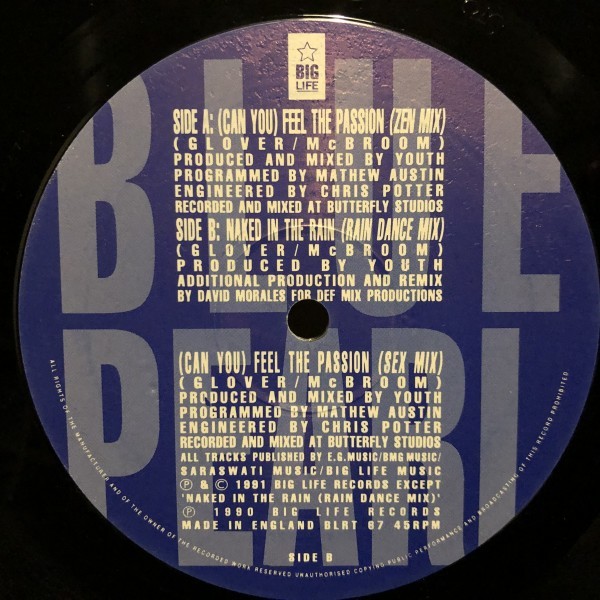 BIG
LIFE
BLUE
PEARL
SIDE A: (CAN YOU) FEEL THE PASSION (ZEN MIX)
(GLOVER/McBROOM)
PRODUCED AND MIXED BY YOUTH
PROGRAMMED BY MATHEW AUSTIN
ENGINEERED BY CHRIS POTTER
RECORDED AND MIXED AT BUTTERFLY STUDIOS
SIDE B: NAKED IN THE RAIN (RAIN DANCE MIX)
(GLOVER/McBROOM)
PRODUCED BY YOUTH
ADDITIONAL PRODUCTION AND REMIX
BY DAVID MORALES FOR DEF MIX PRODUCTIONS
(CAN YOU) FEEL THE PASSION (SEX MIX)
(GLOVER/McBROOM)
PRODUCED AND MIXED BY YOUTH
PROGRAMMED BY MATHEW AUSTIN
ENGINEERED BY CHRIS POTTER
RECORDED AND MIXED AT BUTTERFLY STUDIOS
ALL TRACKS PUBLISHED BY E.G.MUSIC/BMG MUSIC/
SARASWATI MUSIC/BIG LIFE MUSIC
℗ & © 1991 BIG LIFE RECORDS EXCEPT
'NAKED IN THE RAIN (RAIN DANCE MIX)'
℗ 1990 BIG LIFE RECORDS
MADE IN ENGLAND BLRT 67 45RPM
SIDE B
ALL RIGHTS OF THE MANUFACTURED AND OF THE OWNER OF THE RECORDED WORK RESERVED UNAUTHORISED COPYING PUBLIC PERFORMANCE AND BROADCASTING OF THIS RECORD PROHIBITED